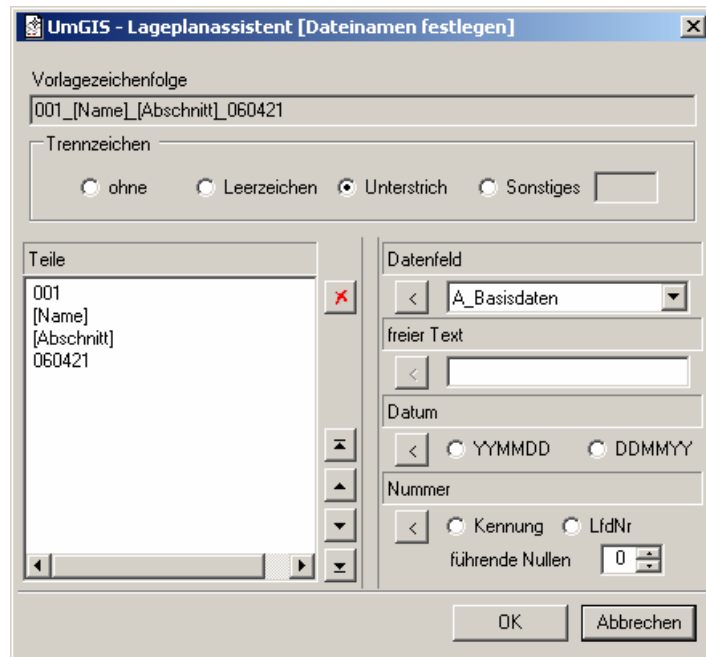 UmGIS - Lageplanassistent [Dateinamen festlegen]
Vorlagezeichenfolge
001_[Name]_[Abschnitt]_060421
Trennzeichen
ohne Leerzeichen Unterstrich Sonstiges
Teile
001
[Name]
[Abschnitt]
060421
Datenfeld
< A_Basisdaten
freier Text
<
Datum
< YYMMDD DDMMYY
Nummer
< Kennung LfdNr
führende Nullen 0
OK Abbrechen